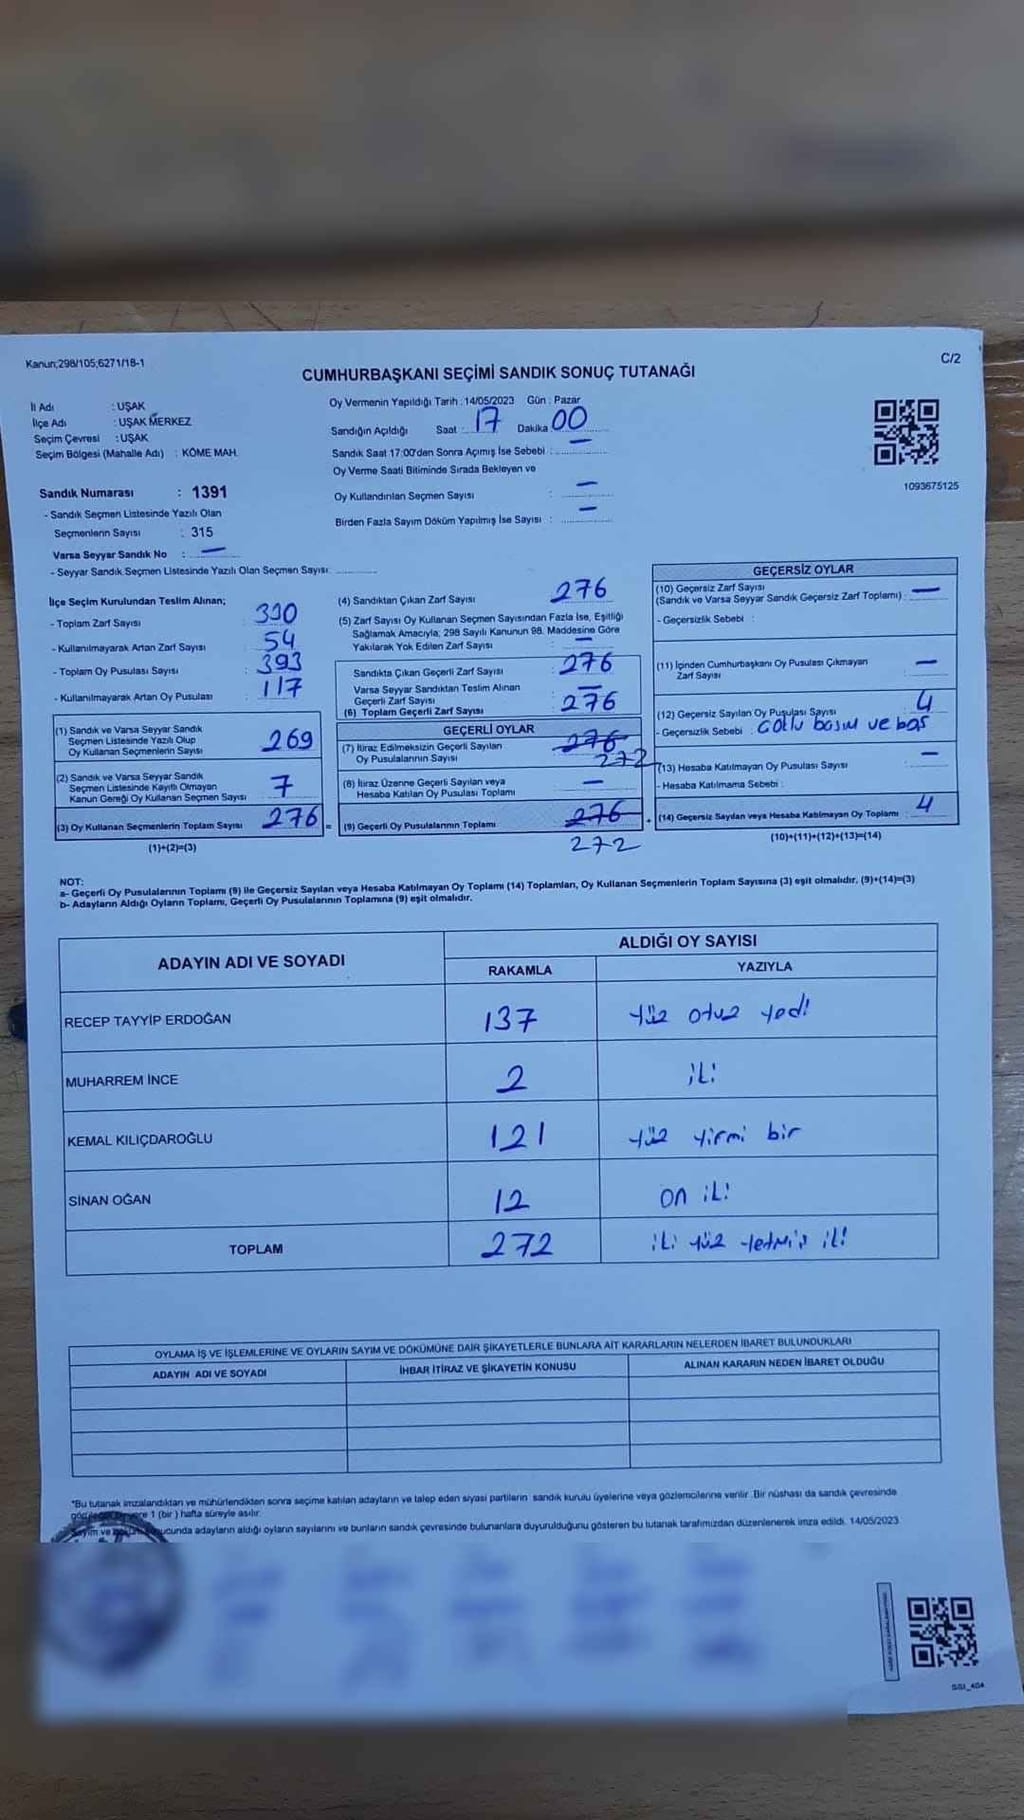 Kanun;298/105;6271/18-1
C/2
CUMHURBAŞKANI SEÇİMİ SANDIK SONUÇ TUTANAĞI
İl Adı : UŞAK
İlçe Adı : UŞAK MERKEZ
Seçim Çevresi : UŞAK
Seçim Bölgesi (Mahalle Adı) : KÖME MAH.
Sandık Numarası : 1391
- Sandık Seçmen Listesinde Yazılı Olan
Seçmenlerin Sayısı : 315
Varsa Seyyar Sandık No : —
- Seyyar Sandık Seçmen Listesinde Yazılı Olan Seçmen Sayısı:
Oy Vermenin Yapıldığı Tarih : 14/05/2023 Gün : Pazar
Sandığın Açıldığı Saat : 17 Dakika : 00
Sandık Saat 17:00'den Sonra Açımış İse Sebebi : —
Oy Verme Saati Bitiminde Sırada Bekleyen ve
Oy Kullandırılan Seçmen Sayısı : —
Birden Fazla Sayım Döküm Yapılmış İse Sayısı : —
1093675125
İlçe Seçim Kurulundan Teslim Alınan;
- Toplam Zarf Sayısı : 330
- Kullanılmayarak Artan Zarf Sayısı : 54
- Toplam Oy Pusulası Sayısı : 393
- Kullanılmayarak Artan Oy Pusulası : 117
(1) Sandık ve Varsa Seyyar Sandık
Seçmen Listesinde Yazılı Olup
Oy Kullanan Seçmenlerin Sayısı 269
(2) Sandık ve Varsa Seyyar Sandık
Seçmen Listesinde Kayıtlı Olmayan
Kanun Gereği Oy Kullanan Seçmen Sayısı 7
(3) Oy Kullanan Seçmenlerin Toplam Sayısı 276 =
(1)+(2)=(3)
(4) Sandıktan Çıkan Zarf Sayısı 276
(5) Zarf Sayısı Oy Kullanan Seçmen Sayısından Fazla İse, Eşitliği
Sağlamak Amacıyla; 298 Sayılı Kanunun 98. Maddesine Göre
Yakılarak Yok Edilen Zarf Sayısı : —
Sandıkta Çıkan Geçerli Zarf Sayısı : 276
Varsa Seyyar Sandıktan Teslim Alınan
Geçerli Zarf Sayısı : —
(6) Toplam Geçerli Zarf Sayısı : 276
GEÇERLİ OYLAR
(7) İtiraz Edilmeksizin Geçerli Sayılan
Oy Pusulalarının Sayısı : 276 272
(8) İtiraz Üzerine Geçerli Sayılan veya
Hesaba Katılan Oy Pusulası Toplamı : —
(9) Geçerli Oy Pusulalarının Toplamı 276 +
272
GEÇERSİZ OYLAR
(10) Geçersiz Zarf Sayısı
(Sandık ve Varsa Seyyar Sandık Geçersiz Zarf Toplamı) : —
- Geçersizlik Sebebi :
(11) İçinden Cumhurbaşkanı Oy Pusulası Çıkmayan
Zarf Sayısı : —
(12) Geçersiz Sayılan Oy Pusulası Sayısı : 4
- Geçersizlik Sebebi : ve boş
(13) Hesaba Katılmayan Oy Pusulası Sayısı : —
- Hesaba Katılmama Sebebi :
(14) Geçersiz Sayılan veya Hesaba Katılmayan Oy Toplamı : 4
(10)+(11)+(12)+(13)=(14)
NOT:
a- Geçerli Oy Pusulalarının Toplamı (9) ile Geçersiz Sayılan veya Hesaba Katılmayan Oy Toplamı (14) Toplamları, Oy Kullanan Seçmenlerin Toplam Sayısına (3) eşit olmalıdır. (9)+(14)=(3)
b- Adayların Aldığı Oyların Toplamı, Geçerli Oy Pusulalarının Toplamına (9) eşit olmalıdır.
ADAYIN ADI VE SOYADI
ALDIĞI OY SAYISI
RAKAMLA YAZIYLA
RECEP TAYYİP ERDOĞAN 137 yüz otuz yedi
MUHARREM İNCE 2 iki
KEMAL KILIÇDAROĞLU 121 yüz yirmi bir
SİNAN OĞAN 12 on iki
TOPLAM 272 iki yüz yetmiş iki
OYLAMA İŞ VE İŞLEMLERİNE VE OYLARIN SAYIM VE DÖKÜMÜNE DAİR ŞİKAYETLERLE BUNLARA AİT KARARLARIN NELERDEN İBARET BULUNDUKLARI
ADAYIN ADI VE SOYADI İHBAR İTİRAZ VE ŞİKAYETİN KONUSU ALINAN KARARIN NEDEN İBARET OLDUĞU
*Bu tutanak imzalandıktan ve mühürlendikten sonra seçime katılan adayların ve talep eden siyasi partilerin sandık kurulu üyelerine veya gözlemcilerine verilir. Bir nüshası da sandık çevresinde
1 (bir) hafta süreyle asılır.
Sayım ve adayların aldığı oyların sayılarını ve bunların sandık çevresinde bulunanlara duyurulduğunu gösteren bu tutanak tarafımızdan düzenlenerek imza edildi. 14/05/2023